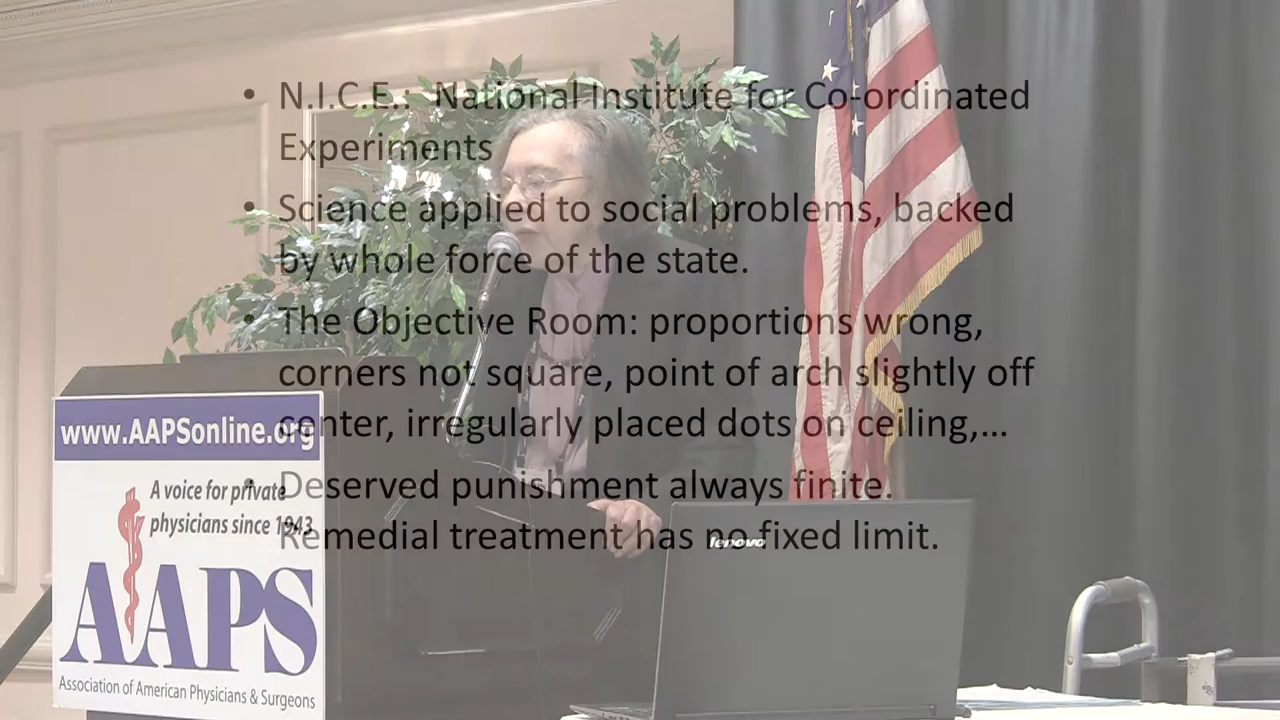 • N.I.C.E.: National Institute for Co-ordinated
Experiments
• Science applied to social problems, backed
by whole force of the state.
• The Objective Room: proportions wrong,
corners not square, point of arch slightly off
center, irregularly placed dots on ceiling,…
• Deserved punishment always finite.
Remedial treatment has no fixed limit.
www.AAPSonline.org
A voice for private
physicians since 1943
AAPS
Association of American Physicians & Surgeons
lenovo